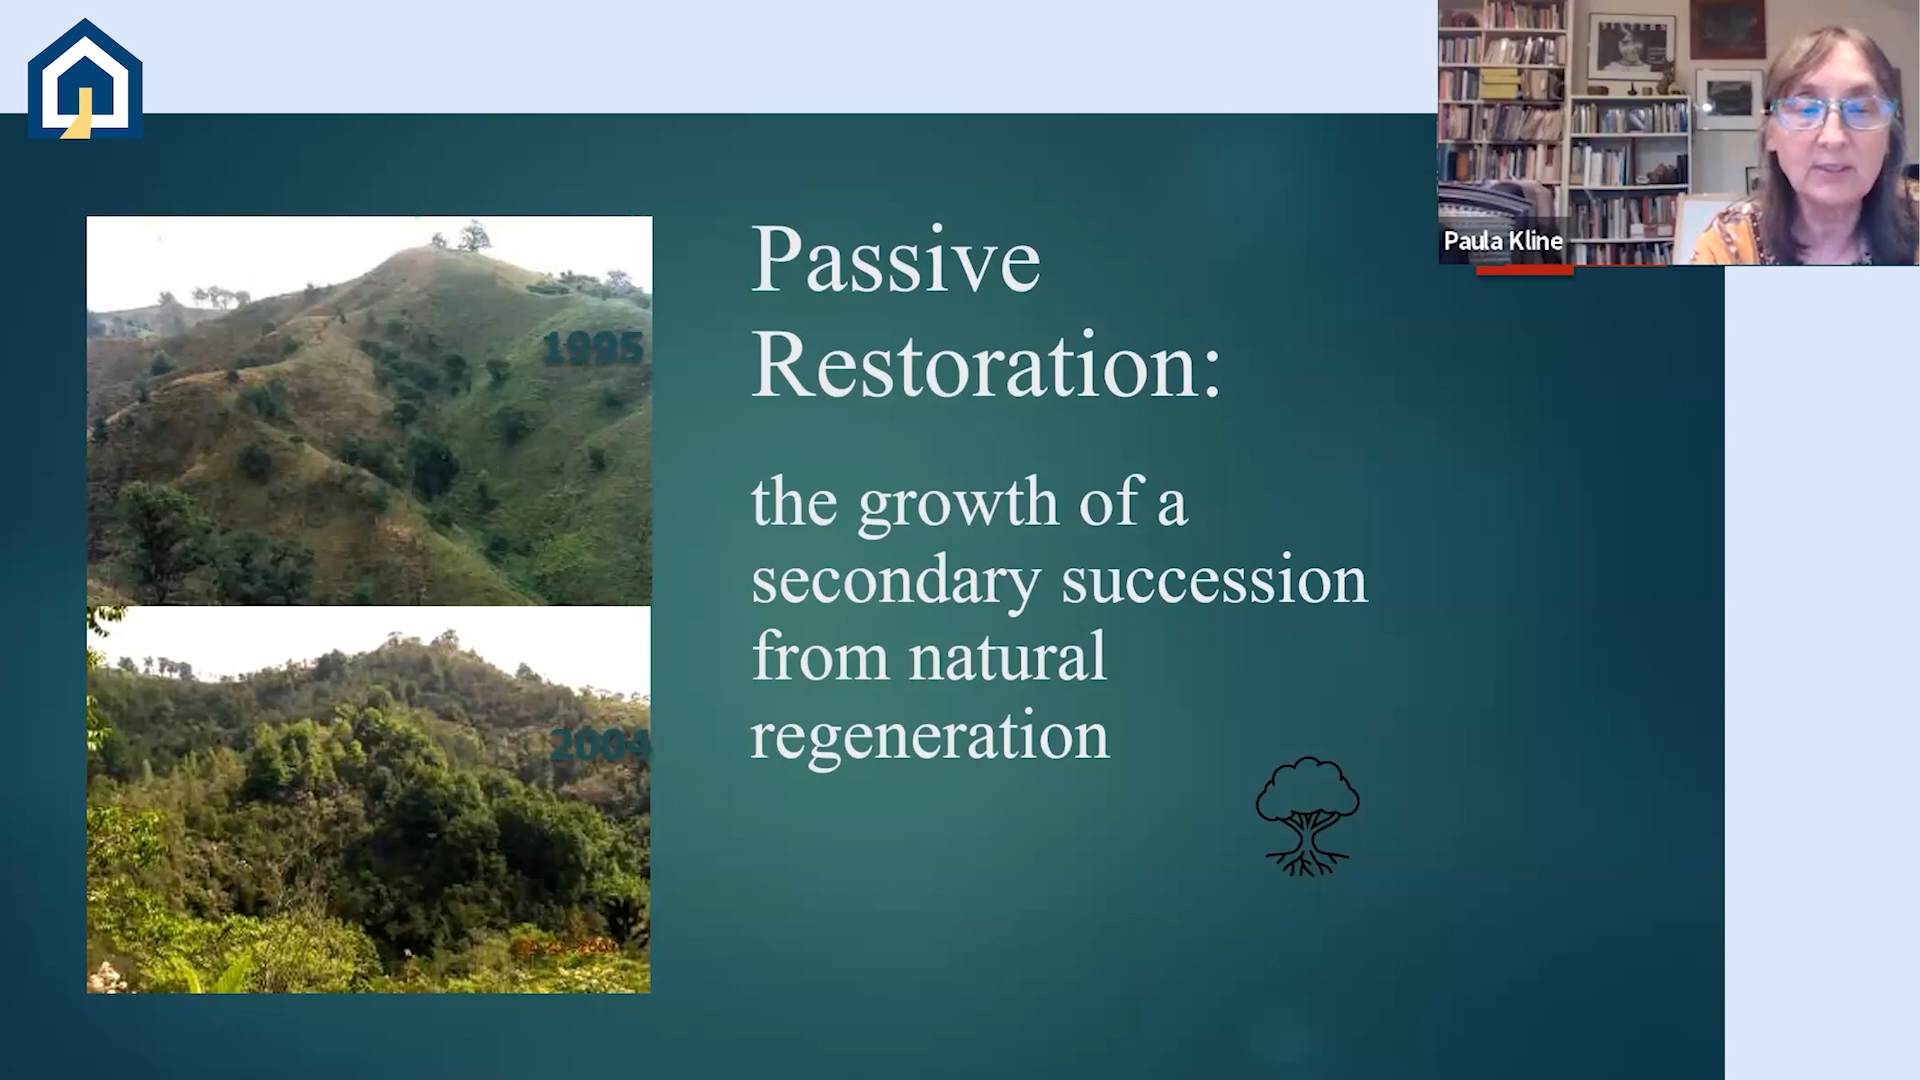 Paula Kline
1995
2004
Passive
Restoration:
the growth of a
secondary succession
from natural
regeneration